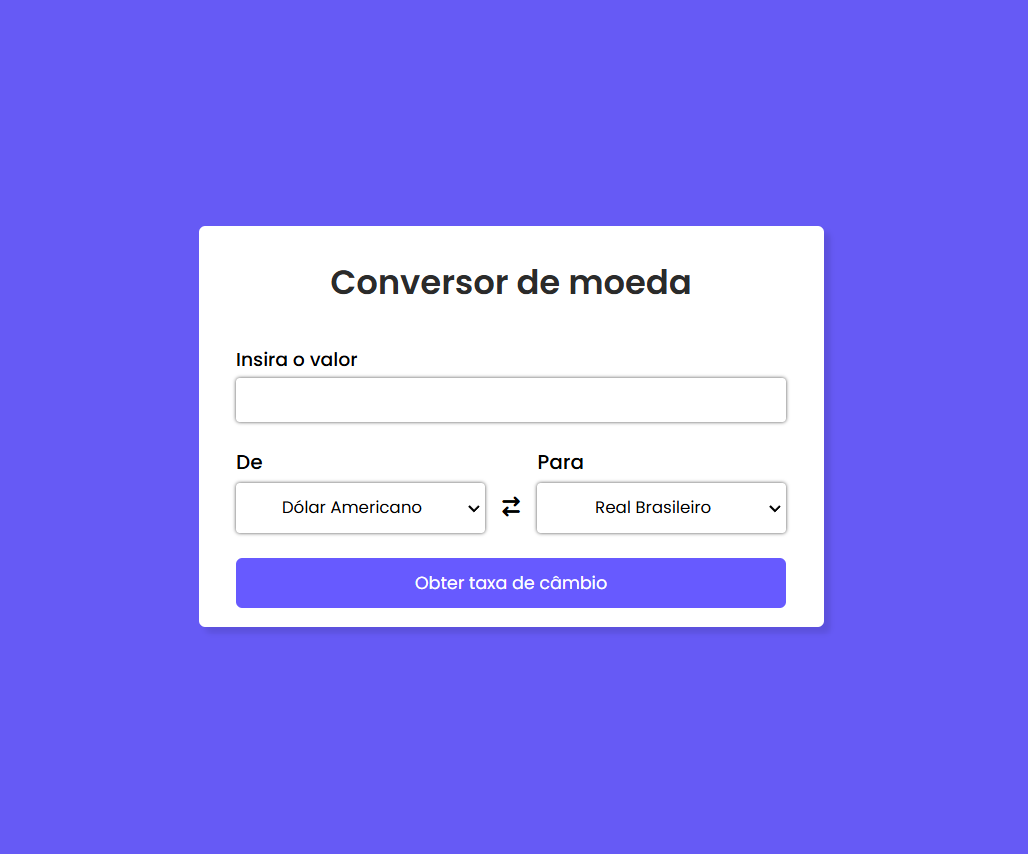 Conversor de moeda
Insira o valor
De
Para
Dólar Americano
Real Brasileiro
Obter taxa de câmbio